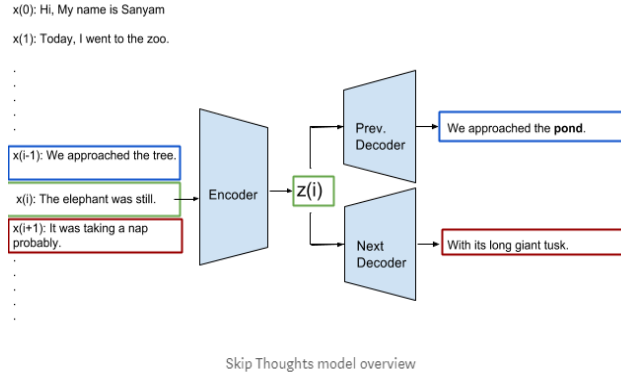 x(0): Hi, My name is Sanyam
x(1): Today, I went to the zoo.
x(i-1): We approached the tree.
x(i): The elephant was still.
x(i+1): It was taking a nap
probably.
Encoder
z(i)
Prev.
Decoder
We approached the pond.
Next
Decoder
With its long giant tusk.
Skip Thoughts model overview